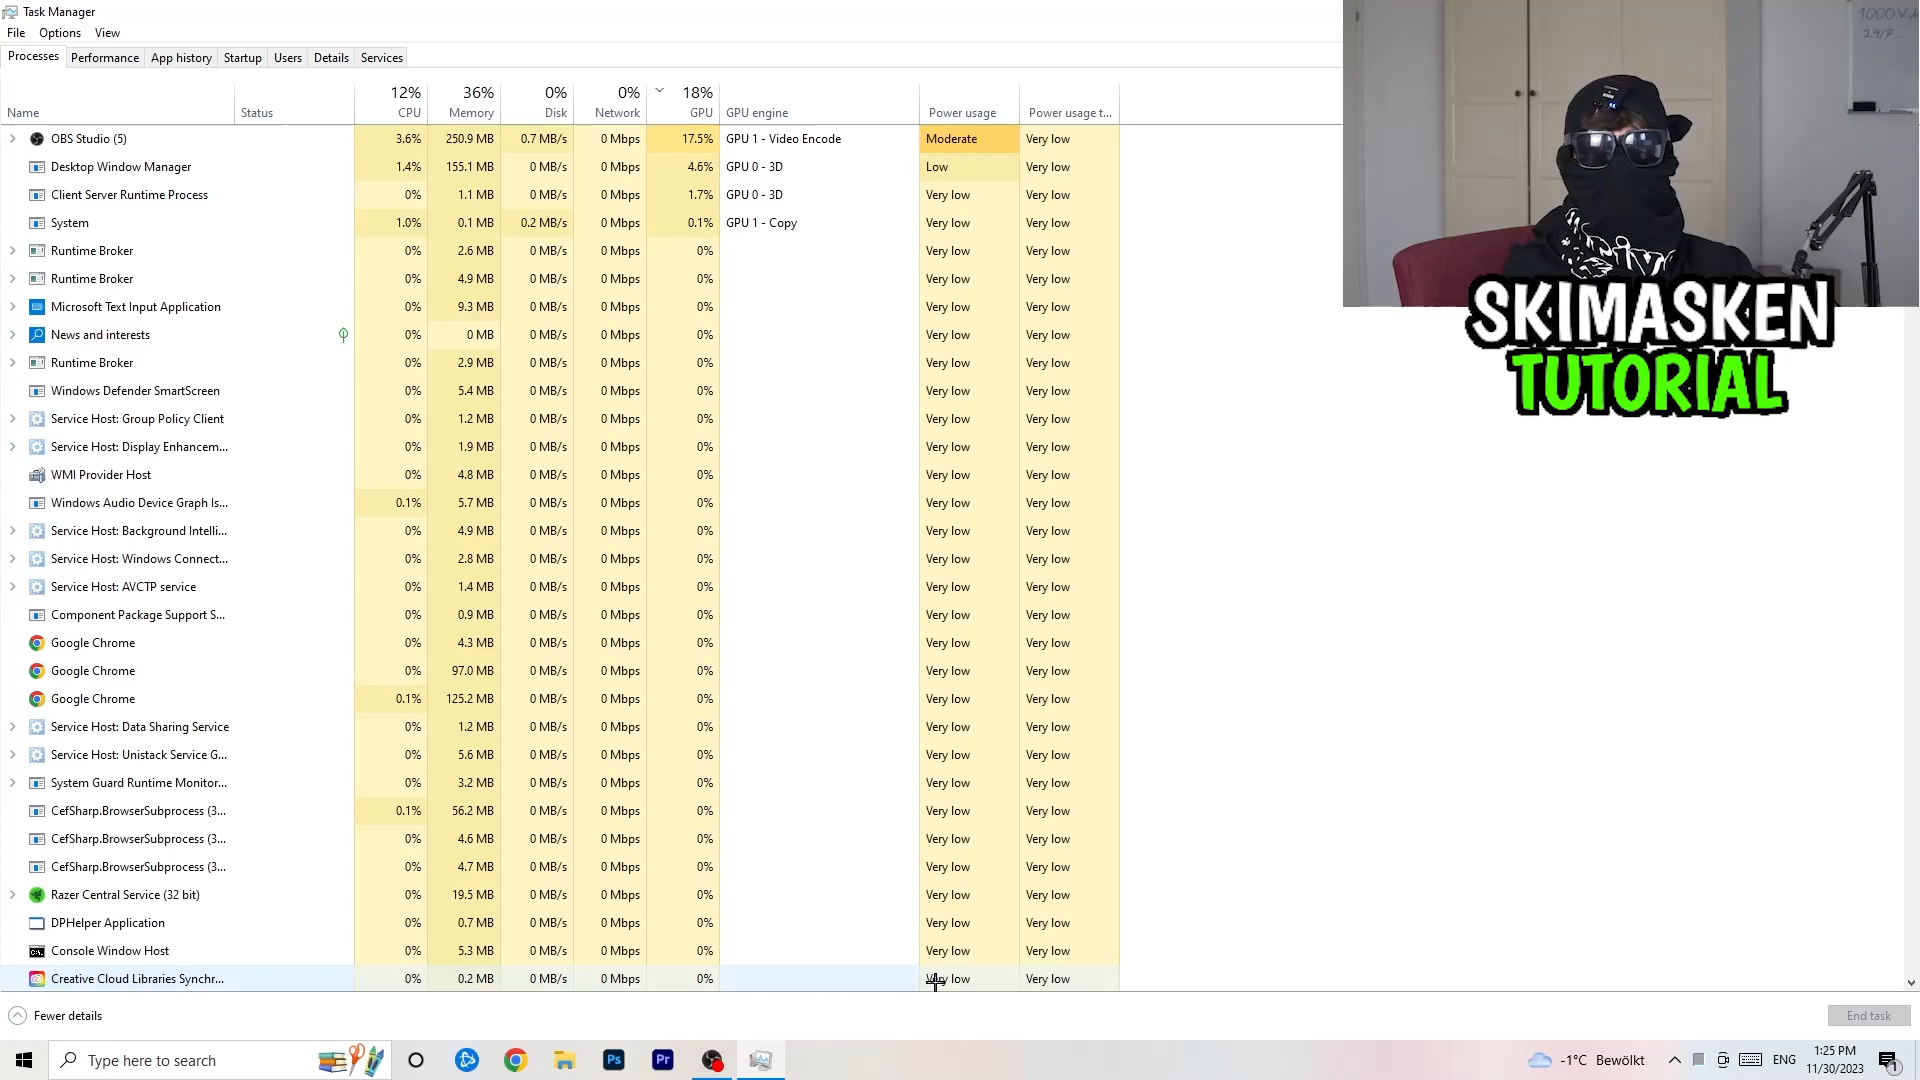 Task Manager
File Options View
Processes Performance App history Startup Users Details Services
12% 36% 0% 0% 18%
Name Status CPU Memory Disk Network GPU GPU engine Power usage Power usage t...
OBS Studio (5) 3.6% 250.9 MB 0.7 MB/s 0 Mbps 17.5% GPU 1 - Video Encode Moderate Very low
Desktop Window Manager 1.4% 155.1 MB 0 MB/s 0 Mbps 4.6% GPU 0 - 3D Low Very low
Client Server Runtime Process 0% 1.1 MB 0 MB/s 0 Mbps 1.7% GPU 0 - 3D Very low Very low
System 1.0% 0.1 MB 0.2 MB/s 0 Mbps 0.1% GPU 1 - Copy Very low Very low
Runtime Broker 0% 2.6 MB 0 MB/s 0 Mbps 0% Very low Very low
Runtime Broker 0% 4.9 MB 0 MB/s 0 Mbps 0% Very low Very low
Microsoft Text Input Application 0% 9.3 MB 0 MB/s 0 Mbps 0% Very low Very low
News and interests 0% 0 MB 0 MB/s 0 Mbps 0% Very low Very low
Runtime Broker 0% 2.9 MB 0 MB/s 0 Mbps 0% Very low Very low
Windows Defender SmartScreen 0% 5.4 MB 0 MB/s 0 Mbps 0% Very low Very low
Service Host: Group Policy Client 0% 1.2 MB 0 MB/s 0 Mbps 0% Very low Very low
Service Host: Display Enhancem... 0% 1.9 MB 0 MB/s 0 Mbps 0% Very low Very low
WMI Provider Host 0% 4.8 MB 0 MB/s 0 Mbps 0% Very low Very low
Windows Audio Device Graph Is... 0.1% 5.7 MB 0 MB/s 0 Mbps 0% Very low Very low
Service Host: Background Intelli... 0% 4.9 MB 0 MB/s 0 Mbps 0% Very low Very low
Service Host: Windows Connect... 0% 2.8 MB 0 MB/s 0 Mbps 0% Very low Very low
Service Host: AVCTP service 0% 1.4 MB 0 MB/s 0 Mbps 0% Very low Very low
Component Package Support S... 0% 0.9 MB 0 MB/s 0 Mbps 0% Very low Very low
Google Chrome 0% 4.3 MB 0 MB/s 0 Mbps 0% Very low Very low
Google Chrome 0% 97.0 MB 0 MB/s 0 Mbps 0% Very low Very low
Google Chrome 0.1% 125.2 MB 0 MB/s 0 Mbps 0% Very low Very low
Service Host: Data Sharing Service 0% 1.2 MB 0 MB/s 0 Mbps 0% Very low Very low
Service Host: Unistack Service G... 0% 5.6 MB 0 MB/s 0 Mbps 0% Very low Very low
System Guard Runtime Monitor... 0% 3.2 MB 0 MB/s 0 Mbps 0% Very low Very low
CefSharp.BrowserSubprocess (3... 0.1% 56.2 MB 0 MB/s 0 Mbps 0% Very low Very low
CefSharp.BrowserSubprocess (3... 0% 4.6 MB 0 MB/s 0 Mbps 0% Very low Very low
CefSharp.BrowserSubprocess (3... 0% 4.7 MB 0 MB/s 0 Mbps 0% Very low Very low
Razer Central Service (32 bit) 0% 19.5 MB 0 MB/s 0 Mbps 0% Very low Very low
DPHelper Application 0% 0.7 MB 0 MB/s 0 Mbps 0% Very low Very low
Console Window Host 0% 5.3 MB 0 MB/s 0 Mbps 0% Very low Very low
Creative Cloud Libraries Synchr... 0% 0.2 MB 0 MB/s 0 Mbps 0% Very low Very low
Fewer details End task
1000
24/7
SKIMASKEN
TUTORIAL
Type here to search Ps Pr -1°C Bewölkt ENG 1:25 PM
11/30/2023 1